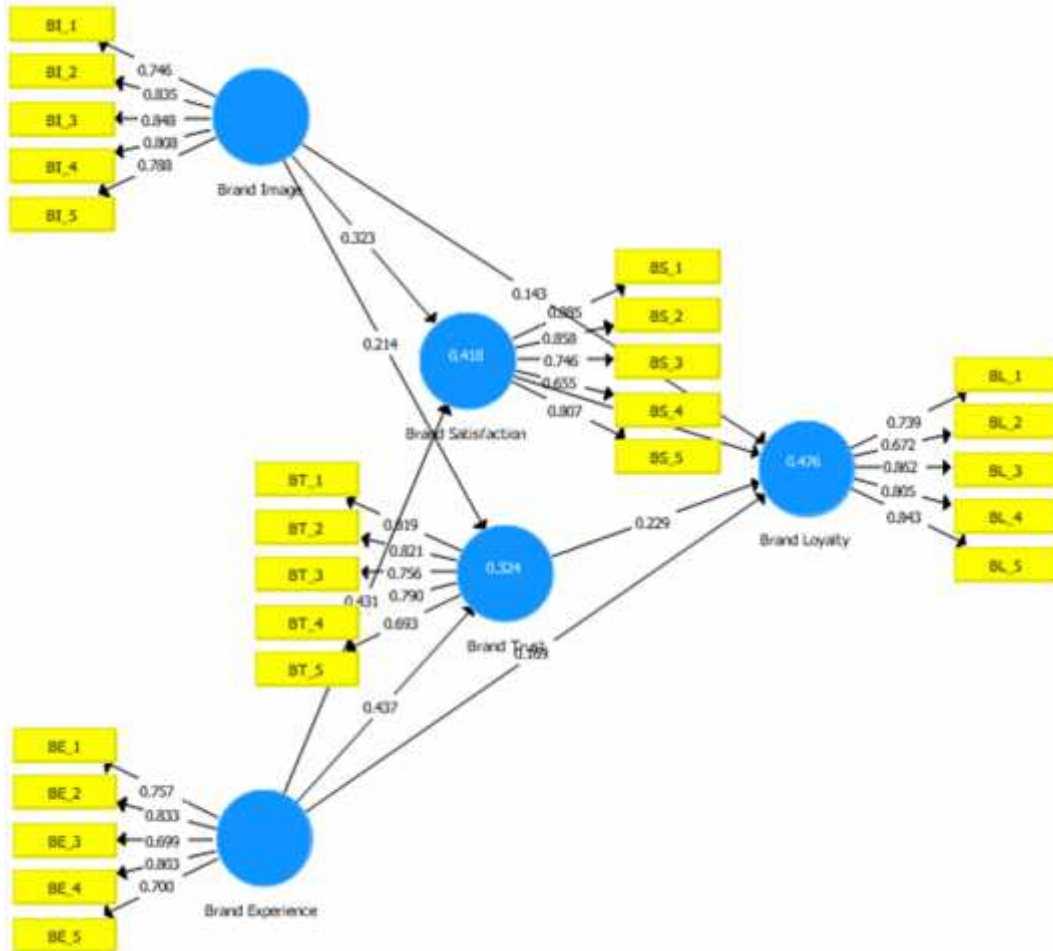 BI_1
0.746
BI_2
0.835
BI_3
0.848
BI_4
0.808
0.788
BI_5
Brand Image
0.323
0.143
0.214
BS_1
0.885
BS_2
0.858
BS_3
0.746
0.655
BS_4
0.807
BS_5
0.418
Brand Satisfaction
BL_1
0.739
BL_2
0.672
BL_3
0.862
BL_4
0.805
0.843
BL_5
0.476
Brand Loyalty
BT_1
0.819
BT_2
0.821
BT_3
0.756
0.790
BT_4
0.693
BT_5
0.431
0.324
Brand Trust
0.229
0.169
0.437
BE_1
0.757
BE_2
0.833
BE_3
0.699
0.803
BE_4
0.700
BE_5
Brand Experience